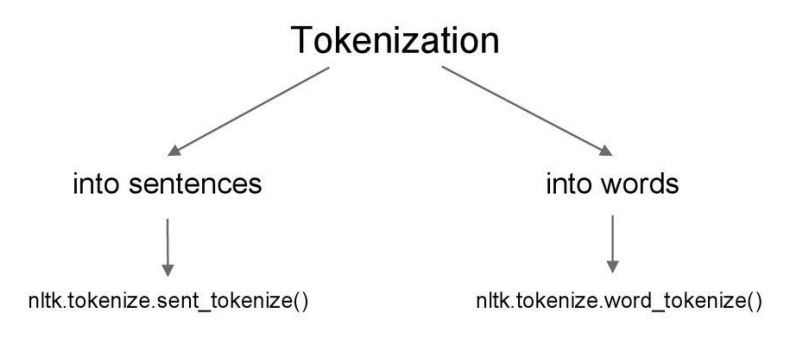 Tokenization
into sentences
into words
nltk.tokenize.sent_tokenize()
nltk.tokenize.word_tokenize()